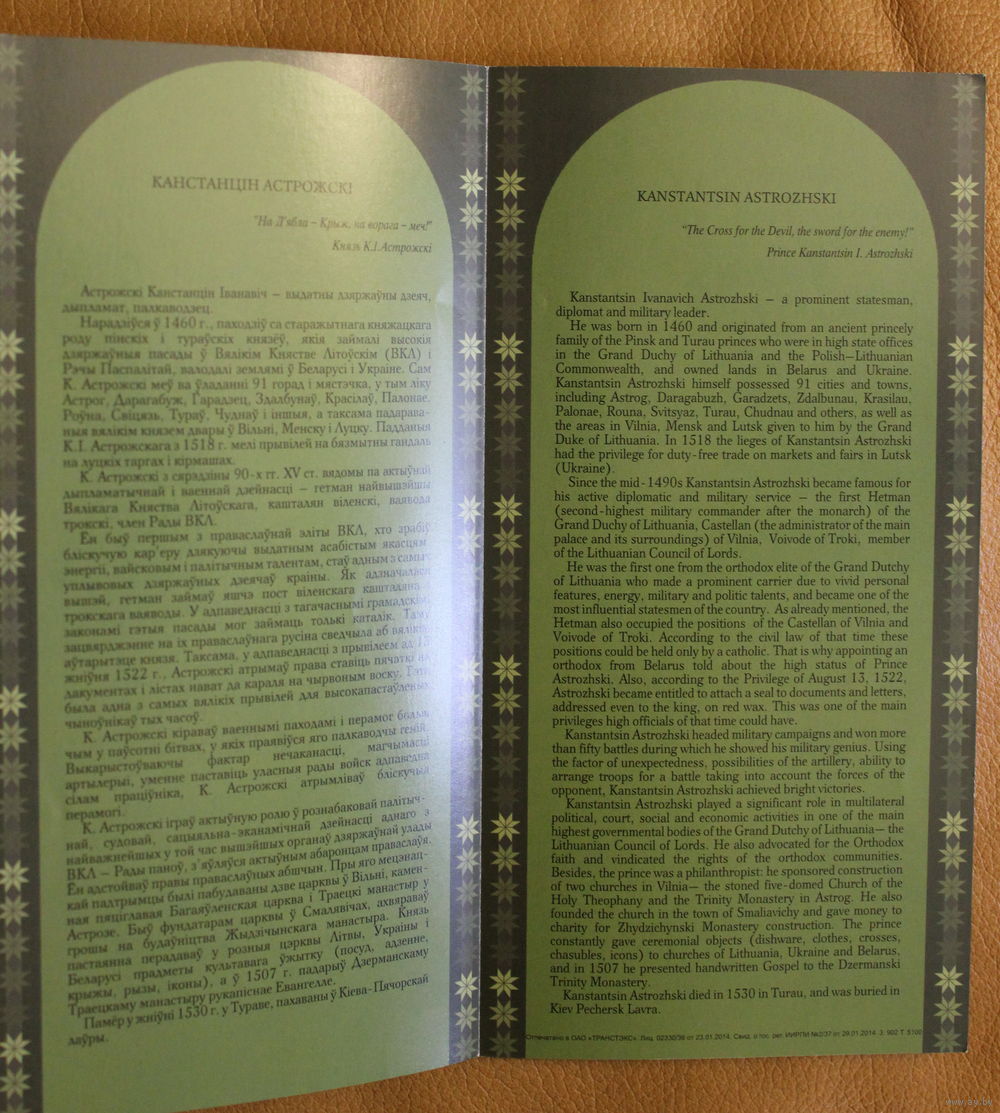 КАНСТАНЦІН АСТРОЖСКІ
"На Д'ябла – Крыж, на ворага – меч!"
Князь К.І.Астрожскі
Астрожскі Канстанцін Іванавіч – выдатны дзяржаўны дзеяч,
дыпламат, палкаводзец.
Нарадзіўся ў 1460 г., паходзіў са старажытнага княжацкага
роду пінскіх і тураўскіх князёў, якія займалі высокія
дзяржаўныя пасады ў Вялікім Княстве Літоўскім (ВКЛ) і
Рэчы Паспалітай, валодалі землямі ў Беларусі і Украіне. Сам
К. Астрожскі меў ва ўладанні 91 горад і мястэчка, у тым ліку
Астрог, Дарагабуж, Гарадзец, Здалбунаў, Красілаў, Палонае,
Роўна, Свіцязь, Тураў, Чуднаў і іншыя, а таксама падарава-
ныя вялікім князем двары ў Вільні, Менску і Луцку. Падданыя
К.І. Астрожскага з 1518 г. мелі прывілей на бязмытны гандаль
на луцкіх таргах і кірмашах.
К. Астрожскі з сярэдзіны 90-х гг. XV ст. вядомы па актыўнай
дыпламатычнай і ваеннай дзейнасці – гетман найвышэйшы
Вялікага Княства Літоўскага, кашталян віленскі, ваявода
трокскі, член Рады ВКЛ.
Ён быў першым з праваслаўнай эліты ВКЛ, хто зрабіў
бліскучую кар'еру дзякуючы выдатным асабістым якасцям,
энергіі, вайсковым і палітычным талентам, стаў адным з самых
уплывовых дзяржаўных дзеячаў краіны. Як адзначалася
вышэй, гетман займаў яшчэ пост віленскага кашталяна і
трокскага ваяводы. У адпаведнасці з тагачаснымі грамадскімі
законамі гэтыя пасады мог займаць толькі каталік. Таму
зацвярджэнне на іх праваслаўнага русіна сведчыла аб вялікім
аўтарытэце князя. Таксама, у адпаведнасці з прывілеем ад 13
жніўня 1522 г., Астрожскі атрымаў права ставіць пячаткі на
дакументах і лістах нават да караля на чырвоным воску. Гэта
была адна з самых вялікіх прывілей для высокапастаўленых
чыноўнікаў тых часоў.
К. Астрожскі кіраваў ваеннымі паходамі і перамог больш
чым у паўсотні бітвах, у якіх праявіўся яго палкаводчы геній.
Выкарыстоўваючы фактар нечаканасці, магчымасці
артылерыі, уменне паставіць уласныя рады войск адпаведна
сілам праціўніка, К. Астрожскі атрымліваў бліскучыя
перамогі.
К. Астрожскі іграў актыўную ролю ў рознабаковай палітыч-
най, судовай, сацыяльна-эканамічнай дзейнасці аднаго з
найважнейшых у той час вышэйшых органаў дзяржаўнай улады
ВКЛ – Рады паноў, з'яўляўся актыўным абаронцам праваслаўя.
Ён адстойваў правы праваслаўных абшчын. Пры яго мецэнац-
кай падтрымцы былі пабудаваны дзве царквы ў Вільні, камен-
ная пяціглавая Багаяўленская царква і Траецкі манастыр у
Астрозе. Быў фундатарам царквы ў Смалявічах, ахвяраваў
грошы на будаўніцтва Жыдзічынскага манастыра. Князь
пастаянна перадаваў у розныя цэрквы Літвы, Украіны і
Беларусі прадметы культавага ўжытку (посуд, адзенне,
крыжы, рызы, іконы), а ў 1507 г. падарыў Дзерманскаму
Траецкаму манастыру рукапіснае Евангелле.
Памёр у жніўні 1530 г. у Тураве, пахаваны ў Кіева-Пячорскай
лаўры.
KANSTANTSIN ASTROZHSKI
"The Cross for the Devil, the sword for the enemy!"
Prince Kanstantsin I. Astrozhski
Kanstantsin Ivanavich Astrozhski – a prominent statesman,
diplomat and military leader.
He was born in 1460 and originated from an ancient princely
family of the Pinsk and Turau princes who were in high state offices
in the Grand Duchy of Lithuania and the Polish–Lithuanian
Commonwealth, and owned lands in Belarus and Ukraine.
Kanstantsin Astrozhski himself possessed 91 cities and towns,
including Astrog, Daragabuzh, Garadzets, Zdalbunau, Krasilau,
Palonae, Rouna, Svitsyaz, Turau, Chudnau and others, as well as
the areas in Vilnia, Mensk and Lutsk given to him by the Grand
Duke of Lithuania. In 1518 the lieges of Kanstantsin Astrozhski
had the privilege for duty-free trade on markets and fairs in Lutsk
(Ukraine).
Since the mid-1490s Kanstantsin Astrozhski became famous for
his active diplomatic and military service – the first Hetman
(second-highest military commander after the monarch) of the
Grand Duchy of Lithuania, Castellan (the administrator of the main
palace and its surroundings) of Vilnia, Voivode of Troki, member
of the Lithuanian Council of Lords.
He was the first one from the orthodox elite of the Grand Dutchy
of Lithuania who made a prominent carrier due to vivid personal
features, energy, military and politic talents, and became one of the
most influential statesmen of the country. As already mentioned, the
Hetman also occupied the positions of the Castellan of Vilnia and
Voivode of Troki. According to the civil law of that time these
positions could be held only by a catholic. That is why appointing an
orthodox from Belarus told about the high status of Prince
Astrozhski. Also, according to the Privilege of August 13, 1522,
Astrozhski became entitled to attach a seal to documents and letters,
addressed even to the king, on red wax. This was one of the main
privileges high officials of that time could have.
Kanstantsin Astrozhski headed military campaigns and won more
than fifty battles during which he showed his military genius. Using
the factor of unexpectedness, possibilities of the artillery, ability to
arrange troops for a battle taking into account the forces of the
opponent, Kanstantsin Astrozhski achieved bright victories.
Kanstantsin Astrozhski played a significant role in multilateral
political, court, social and economic activities in one of the main
highest governmental bodies of the Grand Dutchy of Lithuania– the
Lithuanian Council of Lords. He also advocated for the Orthodox
faith and vindicated the rights of the orthodox communities.
Besides, the prince was a philanthropist: he sponsored construction
of two churches in Vilnia– the stoned five-domed Church of the
Holy Theophany and the Trinity Monastery in Astrog. He also
founded the church in the town of Smaliavichy and gave money to
charity for Zhydzichynski Monastery construction. The prince
constantly gave ceremonial objects (dishware, clothes, crosses,
chasubles, icons) to churches of Lithuania, Ukraine and Belarus,
and in 1507 he presented handwritten Gospel to the Dzermanski
Trinity Monastery.
Kanstantsin Astrozhski died in 1530 in Turau, and was buried in
Kiev Pechersk Lavra.
Отпечатано в ОАО «ТРАНСТЭКС». Лиц. 02330/38 от 23.01.2014. Свид. о гос. рег. ИИРПИ №2/37 от 29.01.2014. З. 902 Т. 5100
www.ay.by